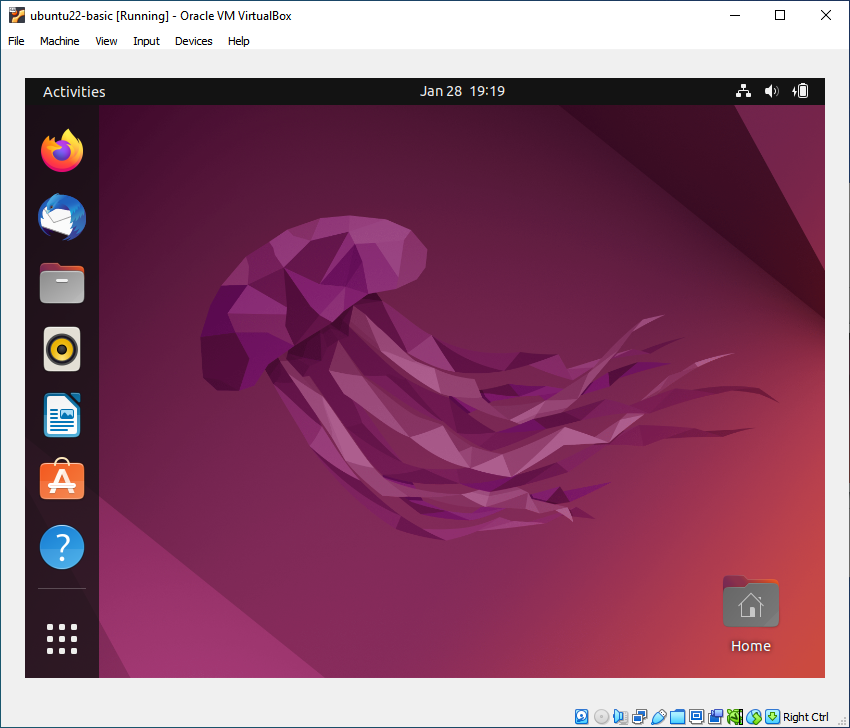 ubuntu22-basic [Running] - Oracle VM VirtualBox
File Machine View Input Devices Help
Activities Jan 28 19:19
Home
Right Ctrl